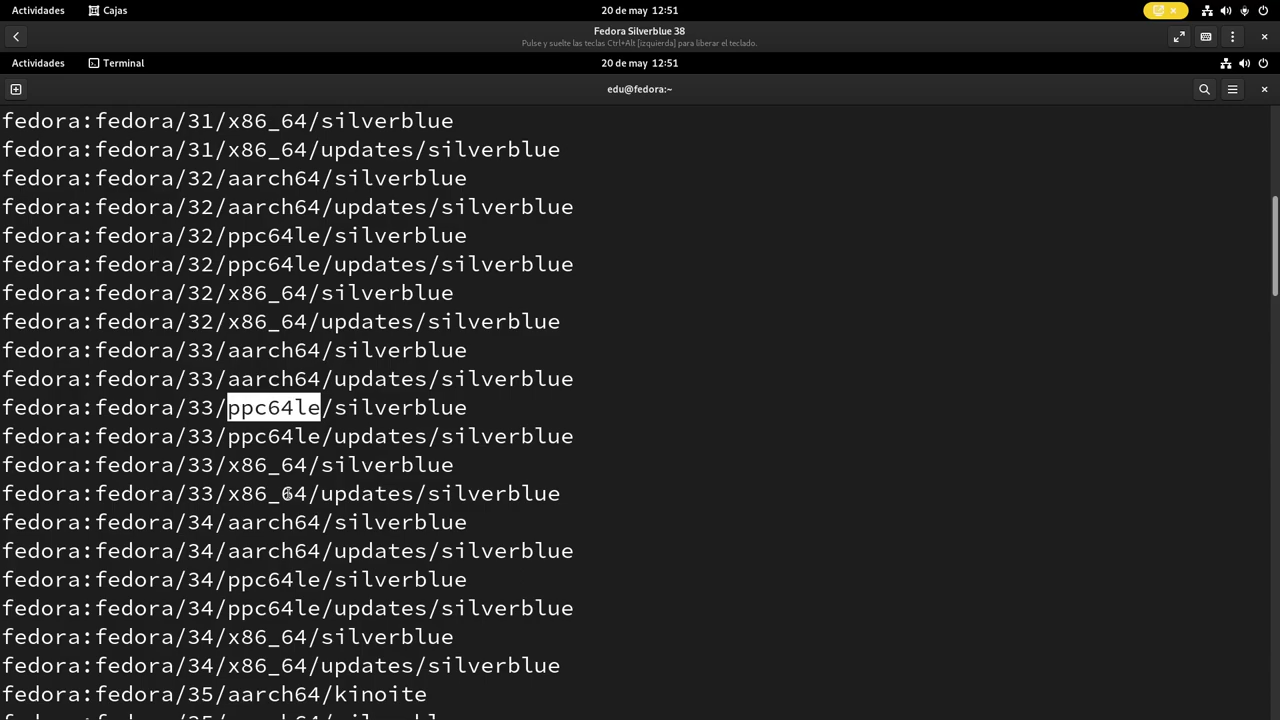 Actividades Cajas 20 de may 12:51
Fedora Silverblue 38
Pulse y suelte las teclas Ctrl+Alt [izquierda] para liberar el teclado.
Actividades Terminal 20 de may 12:51
edu@fedora:~
fedora:fedora/31/x86_64/silverblue
fedora:fedora/31/x86_64/updates/silverblue
fedora:fedora/32/aarch64/silverblue
fedora:fedora/32/aarch64/updates/silverblue
fedora:fedora/32/ppc64le/silverblue
fedora:fedora/32/ppc64le/updates/silverblue
fedora:fedora/32/x86_64/silverblue
fedora:fedora/32/x86_64/updates/silverblue
fedora:fedora/33/aarch64/silverblue
fedora:fedora/33/aarch64/updates/silverblue
fedora:fedora/33/ppc64le/silverblue
fedora:fedora/33/ppc64le/updates/silverblue
fedora:fedora/33/x86_64/silverblue
fedora:fedora/33/x86_64/updates/silverblue
fedora:fedora/34/aarch64/silverblue
fedora:fedora/34/aarch64/updates/silverblue
fedora:fedora/34/ppc64le/silverblue
fedora:fedora/34/ppc64le/updates/silverblue
fedora:fedora/34/x86_64/silverblue
fedora:fedora/34/x86_64/updates/silverblue
fedora:fedora/35/aarch64/kinoite